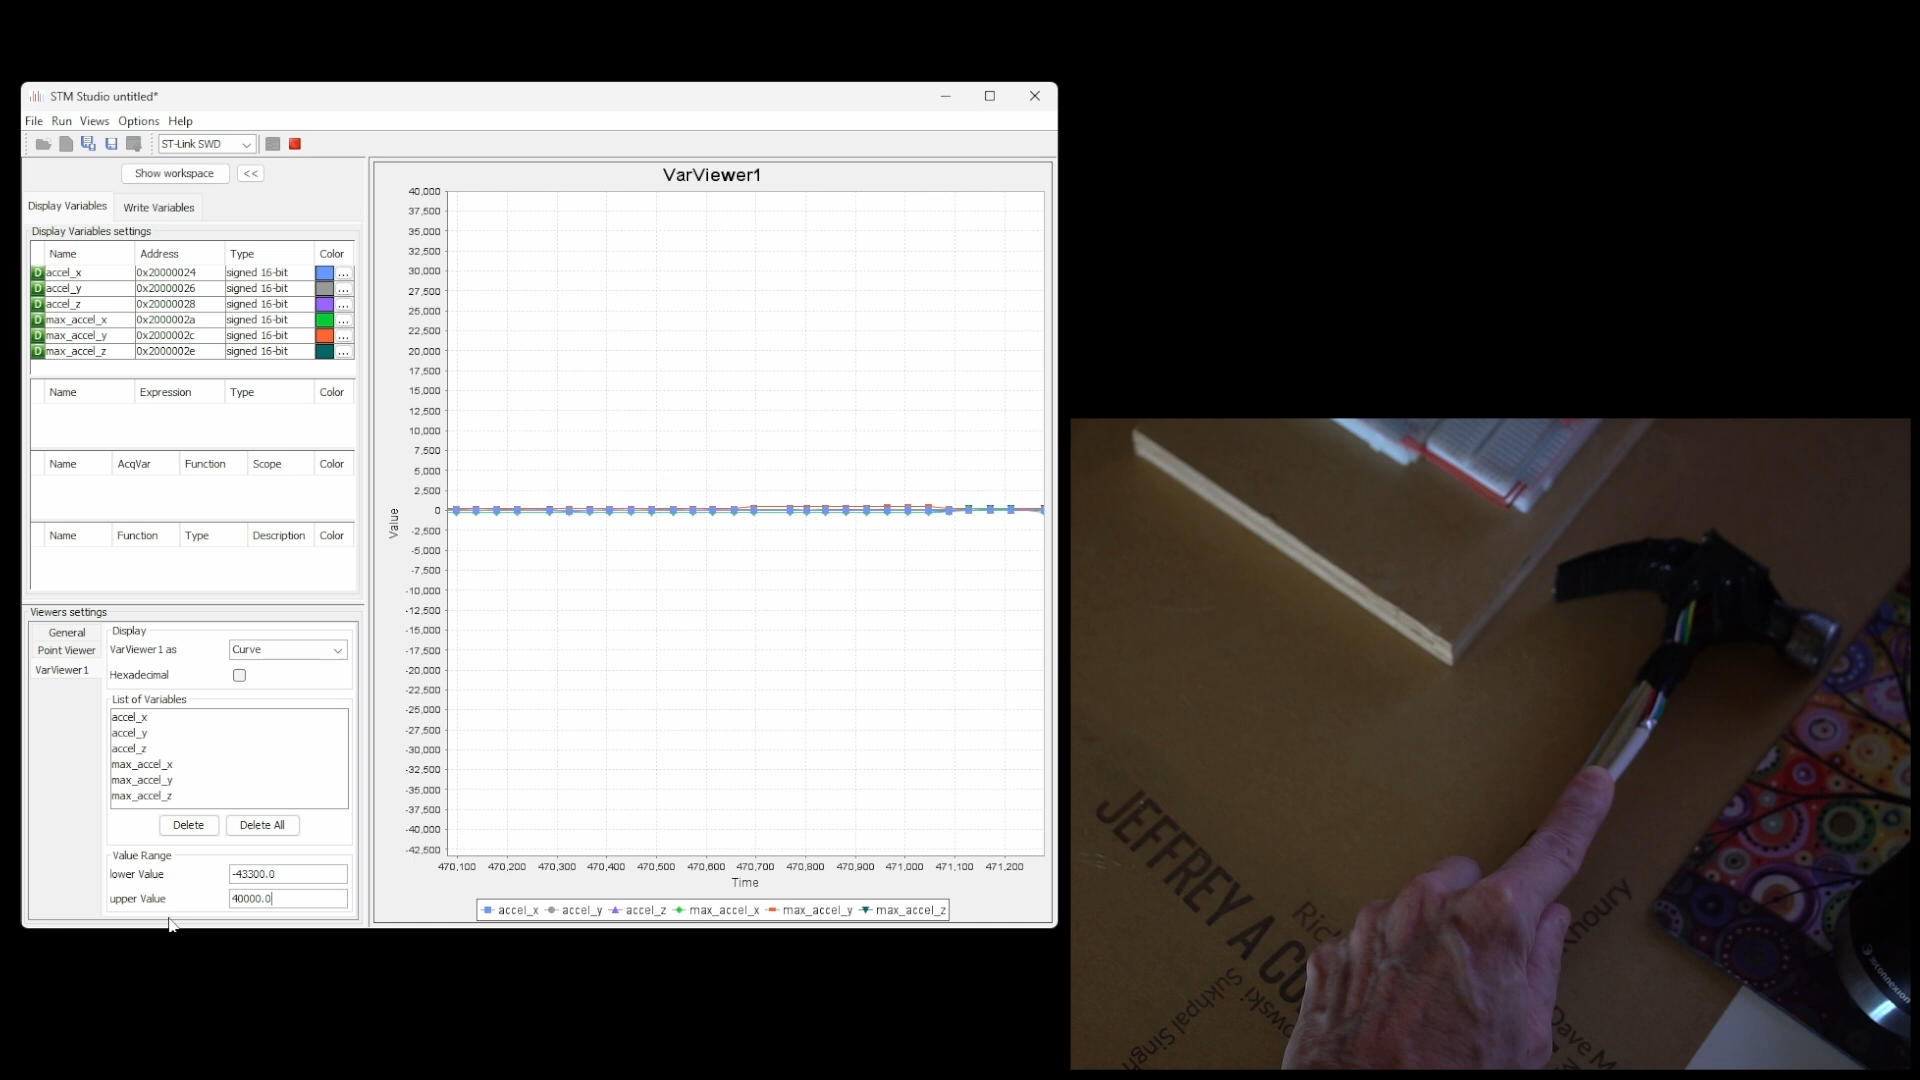 STM Studio untitled*
File Run Views Options Help
ST-Link SWD
Show workspace <<
Display Variables Write Variables
Display Variables settings
Name Address Type Color
D accel_x 0x20000024 signed 16-bit ...
D accel_y 0x20000026 signed 16-bit ...
D accel_z 0x20000028 signed 16-bit ...
D max_accel_x 0x2000002a signed 16-bit ...
D max_accel_y 0x2000002c signed 16-bit ...
D max_accel_z 0x2000002e signed 16-bit ...
Name Expression Type Color
Name AcqVar Function Scope Color
Name Function Type Description Color
Viewers settings
General
Point Viewer
VarViewer1
Display
VarViewer1 as Curve
Hexadecimal
List of Variables
accel_x
accel_y
accel_z
max_accel_x
max_accel_y
max_accel_z
Delete Delete All
Value Range
lower Value -43300.0
upper Value 40000.0
VarViewer1
40,000
37,500
35,000
32,500
30,000
27,500
25,000
22,500
20,000
17,500
15,000
12,500
10,000
7,500
5,000
2,500
0
-2,500
-5,000
-7,500
-10,000
-12,500
-15,000
-17,500
-20,000
-22,500
-25,000
-27,500
-30,000
-32,500
-35,000
-37,500
-40,000
-42,500
Value
470,100 470,200 470,300 470,400 470,500 470,600 470,700 470,800 470,900 471,000 471,100 471,200
Time
accel_x accel_y accel_z max_accel_x max_accel_y max_accel_z
JEFFREY A CO
Ric
Khoury
owski
Sukhpal Singh
Dave M
3Dconnexion